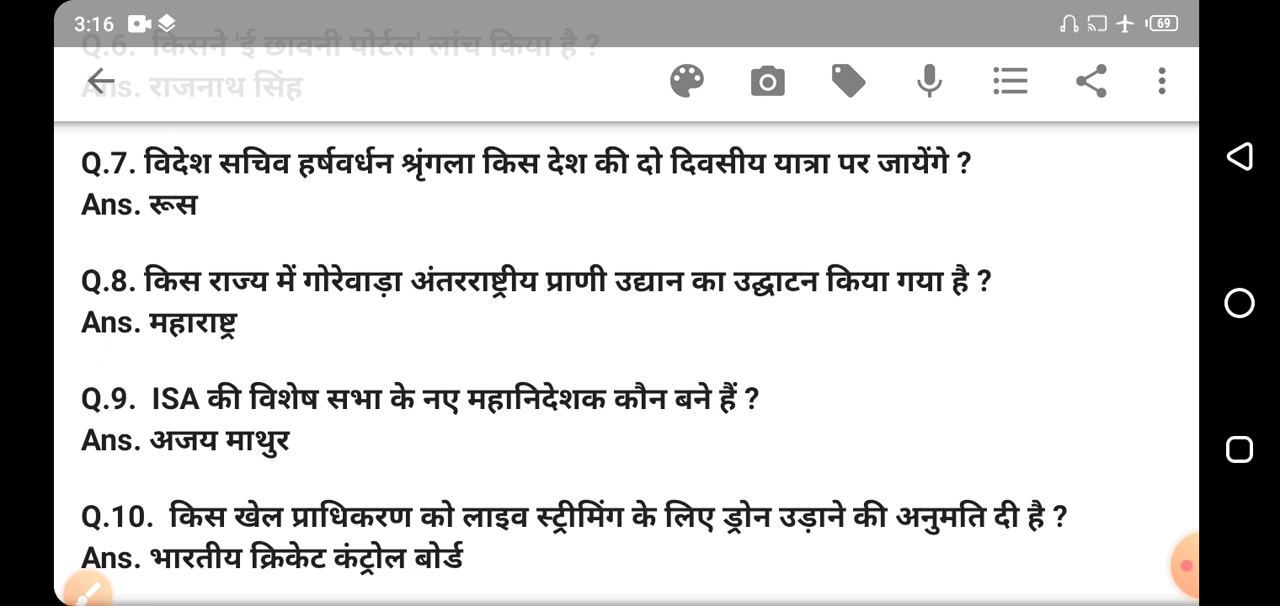 3:16
69
Q.6. किसने 'ई छावनी पोर्टल' लांच किया है ?
Ans. राजनाथ सिंह
Q.7. विदेश सचिव हर्षवर्धन श्रृंगला किस देश की दो दिवसीय यात्रा पर जायेंगे ?
Ans. रूस
Q.8. किस राज्य में गोरेवाड़ा अंतरराष्ट्रीय प्राणी उद्यान का उद्घाटन किया गया है ?
Ans. महाराष्ट्र
Q.9. ISA की विशेष सभा के नए महानिदेशक कौन बने हैं ?
Ans. अजय माथुर
Q.10. किस खेल प्राधिकरण को लाइव स्ट्रीमिंग के लिए ड्रोन उड़ाने की अनुमति दी है ?
Ans. भारतीय क्रिकेट कंट्रोल बोर्ड